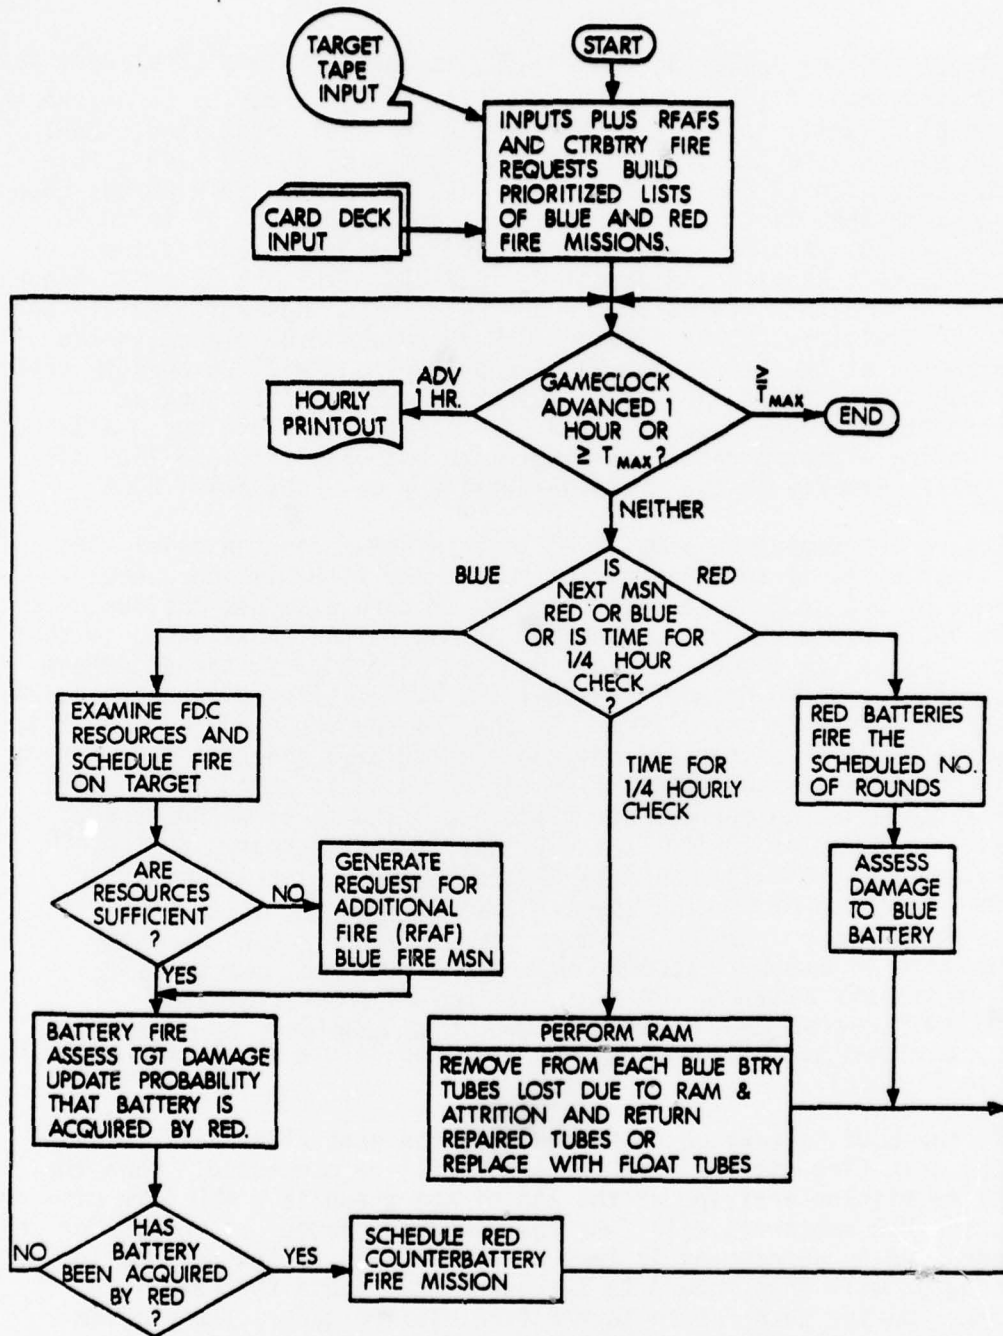 TARGET
TAPE
INPUT
START
INPUTS PLUS RFAFS
AND CTRBTRY FIRE
REQUESTS BUILD
PRIORITIZED LISTS
OF BLUE AND RED
FIRE MISSIONS.
CARD DECK
INPUT
ADV
1 HR.
HOURLY
PRINTOUT
GAMECLOCK
ADVANCED 1
HOUR OR
≥ T MAX ?
≥
T MAX
END
NEITHER
BLUE
RED
IS
NEXT MSN
RED OR BLUE
OR IS TIME FOR
1/4 HOUR
CHECK
?
EXAMINE FDC
RESOURCES AND
SCHEDULE FIRE
ON TARGET
TIME FOR
1/4 HOURLY
CHECK
RED BATTERIES
FIRE THE
SCHEDULED NO.
OF ROUNDS
ARE
RESOURCES
SUFFICIENT
?
NO
GENERATE
REQUEST FOR
ADDITIONAL
FIRE (RFAF)
BLUE FIRE MSN
ASSESS
DAMAGE
TO BLUE
BATTERY
YES
BATTERY FIRE
ASSESS TGT DAMAGE
UPDATE PROBABILITY
THAT BATTERY IS
ACQUIRED BY RED.
PERFORM RAM
REMOVE FROM EACH BLUE BTRY
TUBES LOST DUE TO RAM &
ATTRITION AND RETURN
REPAIRED TUBES OR
REPLACE WITH FLOAT TUBES
NO
HAS
BATTERY
BEEN ACQUIRED
BY RED
?
YES
SCHEDULE RED
COUNTERBATTERY
FIRE MISSION